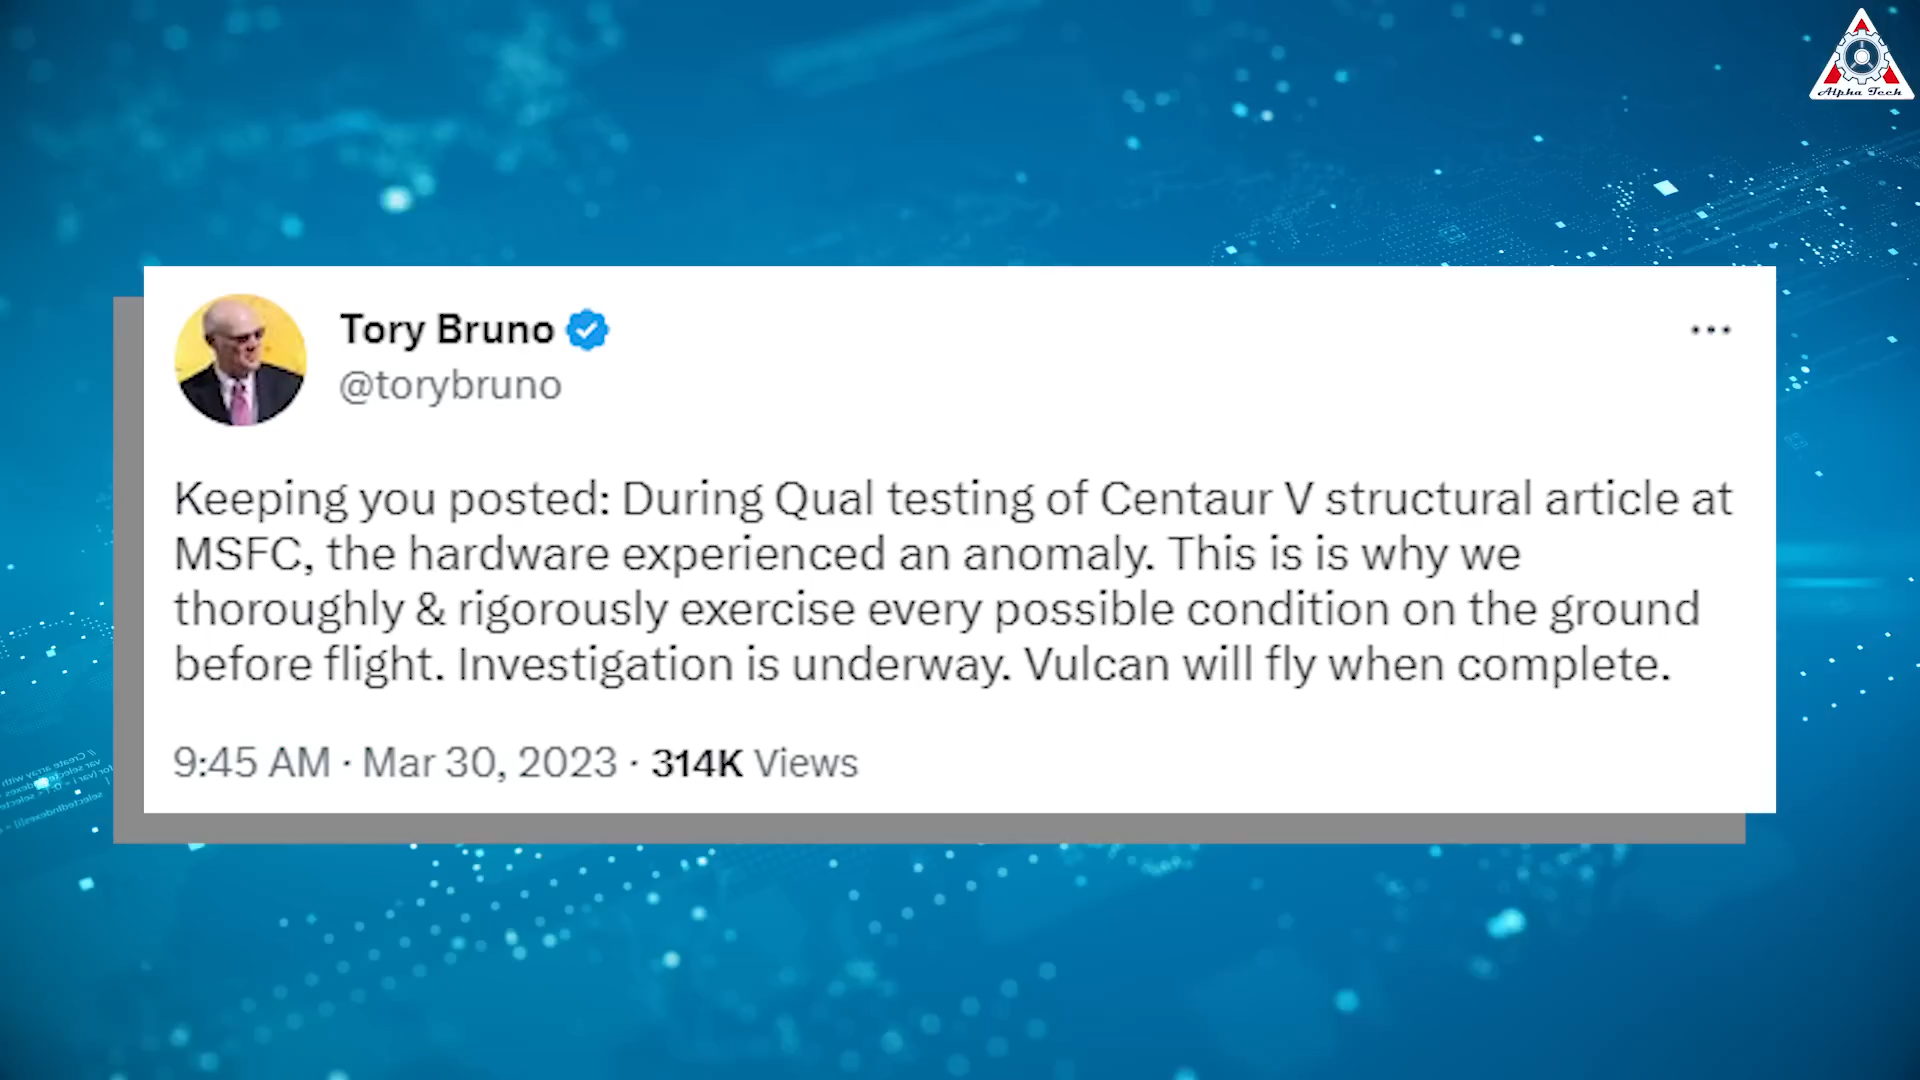 Alpha Tech
Tory Bruno
@torybruno
Keeping you posted: During Qual testing of Centaur V structural article at
MSFC, the hardware experienced an anomaly. This is is why we
thoroughly & rigorously exercise every possible condition on the ground
before flight. Investigation is underway. Vulcan will fly when complete.
9:45 AM · Mar 30, 2023 · 314K Views